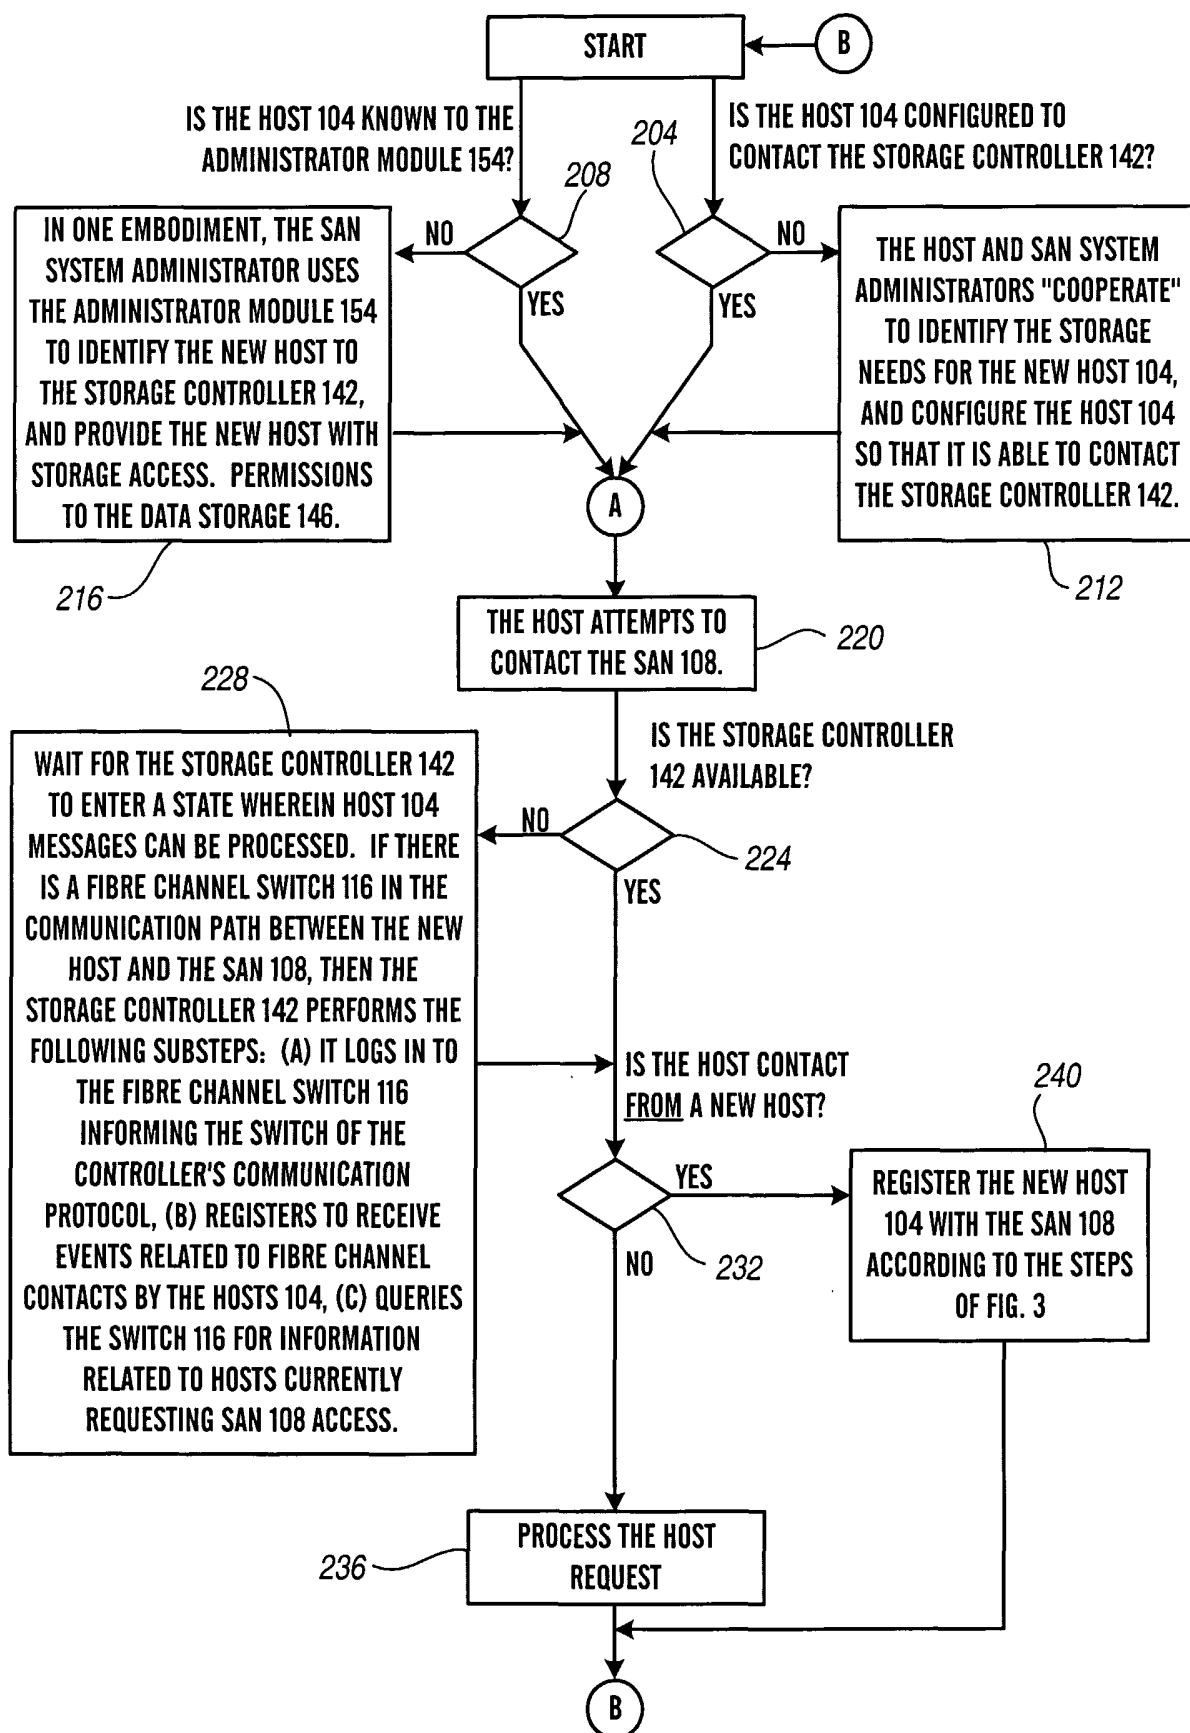 START
B
IS THE HOST 104 KNOWN TO THE
ADMINISTRATOR MODULE 154?
IS THE HOST 104 CONFIGURED TO
CONTACT THE STORAGE CONTROLLER 142?
208
204
NO
YES
NO
YES
IN ONE EMBODIMENT, THE SAN
SYSTEM ADMINISTRATOR USES
THE ADMINISTRATOR MODULE 154
TO IDENTIFY THE NEW HOST TO
THE STORAGE CONTROLLER 142,
AND PROVIDE THE NEW HOST WITH
STORAGE ACCESS. PERMISSIONS
TO THE DATA STORAGE 146.
216
THE HOST AND SAN SYSTEM
ADMINISTRATORS "COOPERATE"
TO IDENTIFY THE STORAGE
NEEDS FOR THE NEW HOST 104,
AND CONFIGURE THE HOST 104
SO THAT IT IS ABLE TO CONTACT
THE STORAGE CONTROLLER 142.
212
A
THE HOST ATTEMPTS TO
CONTACT THE SAN 108.
220
IS THE STORAGE CONTROLLER
142 AVAILABLE?
NO
224
YES
228
WAIT FOR THE STORAGE CONTROLLER 142
TO ENTER A STATE WHEREIN HOST 104
MESSAGES CAN BE PROCESSED. IF THERE
IS A FIBRE CHANNEL SWITCH 116 IN THE
COMMUNICATION PATH BETWEEN THE NEW
HOST AND THE SAN 108, THEN THE
STORAGE CONTROLLER 142 PERFORMS THE
FOLLOWING SUBSTEPS: (A) IT LOGS IN TO
THE FIBRE CHANNEL SWITCH 116
INFORMING THE SWITCH OF THE
CONTROLLER'S COMMUNICATION
PROTOCOL, (B) REGISTERS TO RECEIVE
EVENTS RELATED TO FIBRE CHANNEL
CONTACTS BY THE HOSTS 104, (C) QUERIES
THE SWITCH 116 FOR INFORMATION
RELATED TO HOSTS CURRENTLY
REQUESTING SAN 108 ACCESS.
IS THE HOST CONTACT
FROM A NEW HOST?
YES
232
NO
240
REGISTER THE NEW HOST
104 WITH THE SAN 108
ACCORDING TO THE STEPS
OF FIG. 3
PROCESS THE HOST
REQUEST
236
B